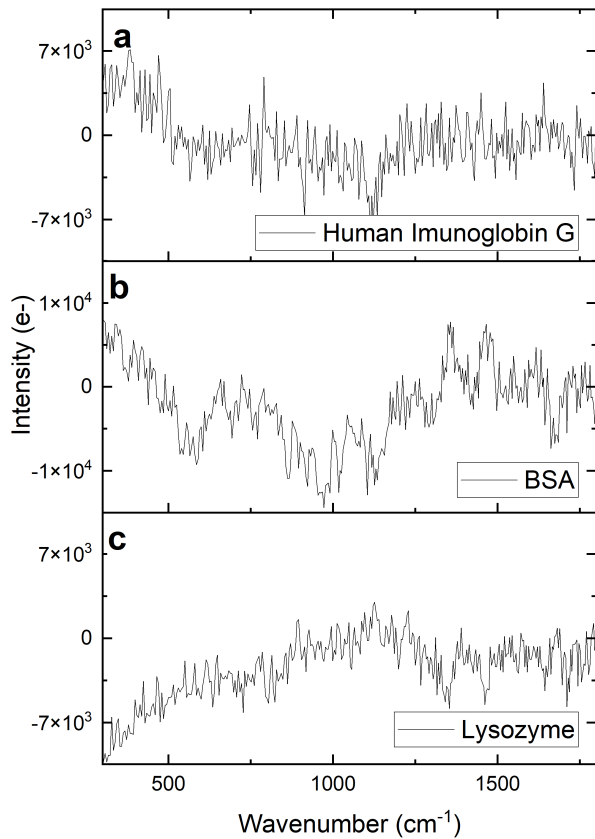 a
7×10³
0
-7×10³
Human Imunoglobin G
b
1×10⁴
0
-1×10⁴
BSA
c
7×10³
0
-7×10³
Lysozyme
Intensity (e-)
500 1000 1500
Wavenumber (cm⁻¹)